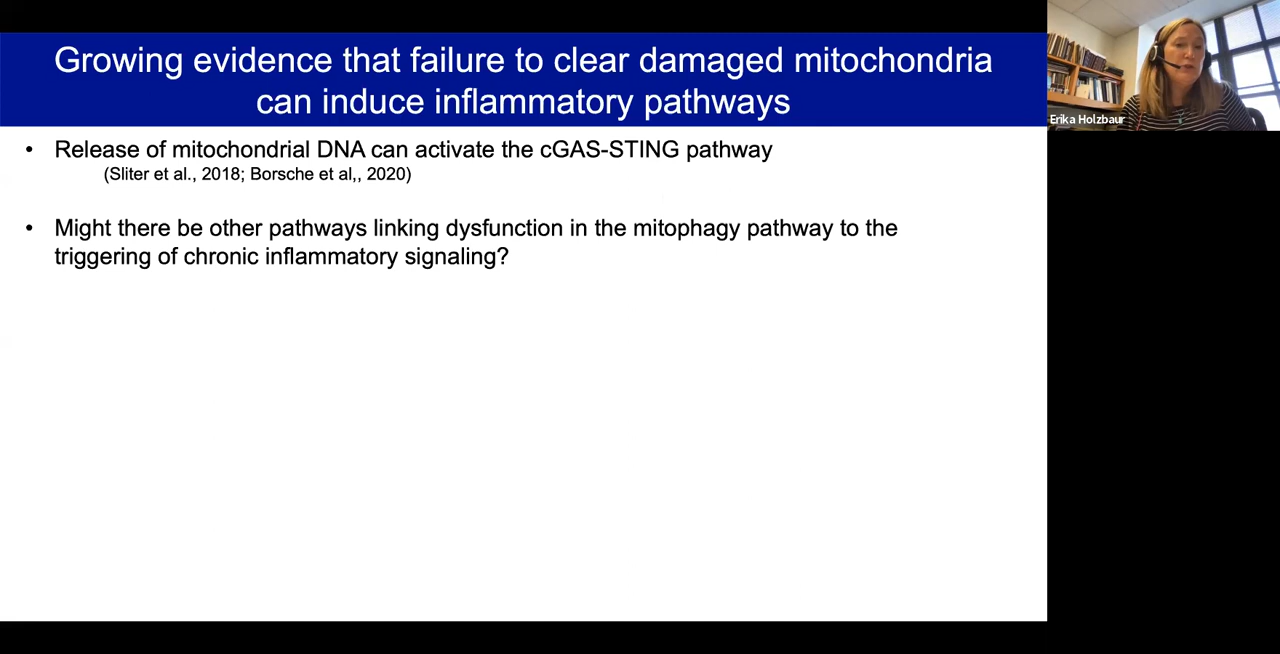 Growing evidence that failure to clear damaged mitochondria
can induce inflammatory pathways
• Release of mitochondrial DNA can activate the cGAS-STING pathway
(Sliter et al., 2018; Borsche et al,, 2020)
• Might there be other pathways linking dysfunction in the mitophagy pathway to the
triggering of chronic inflammatory signaling?
Erika Holzbaur